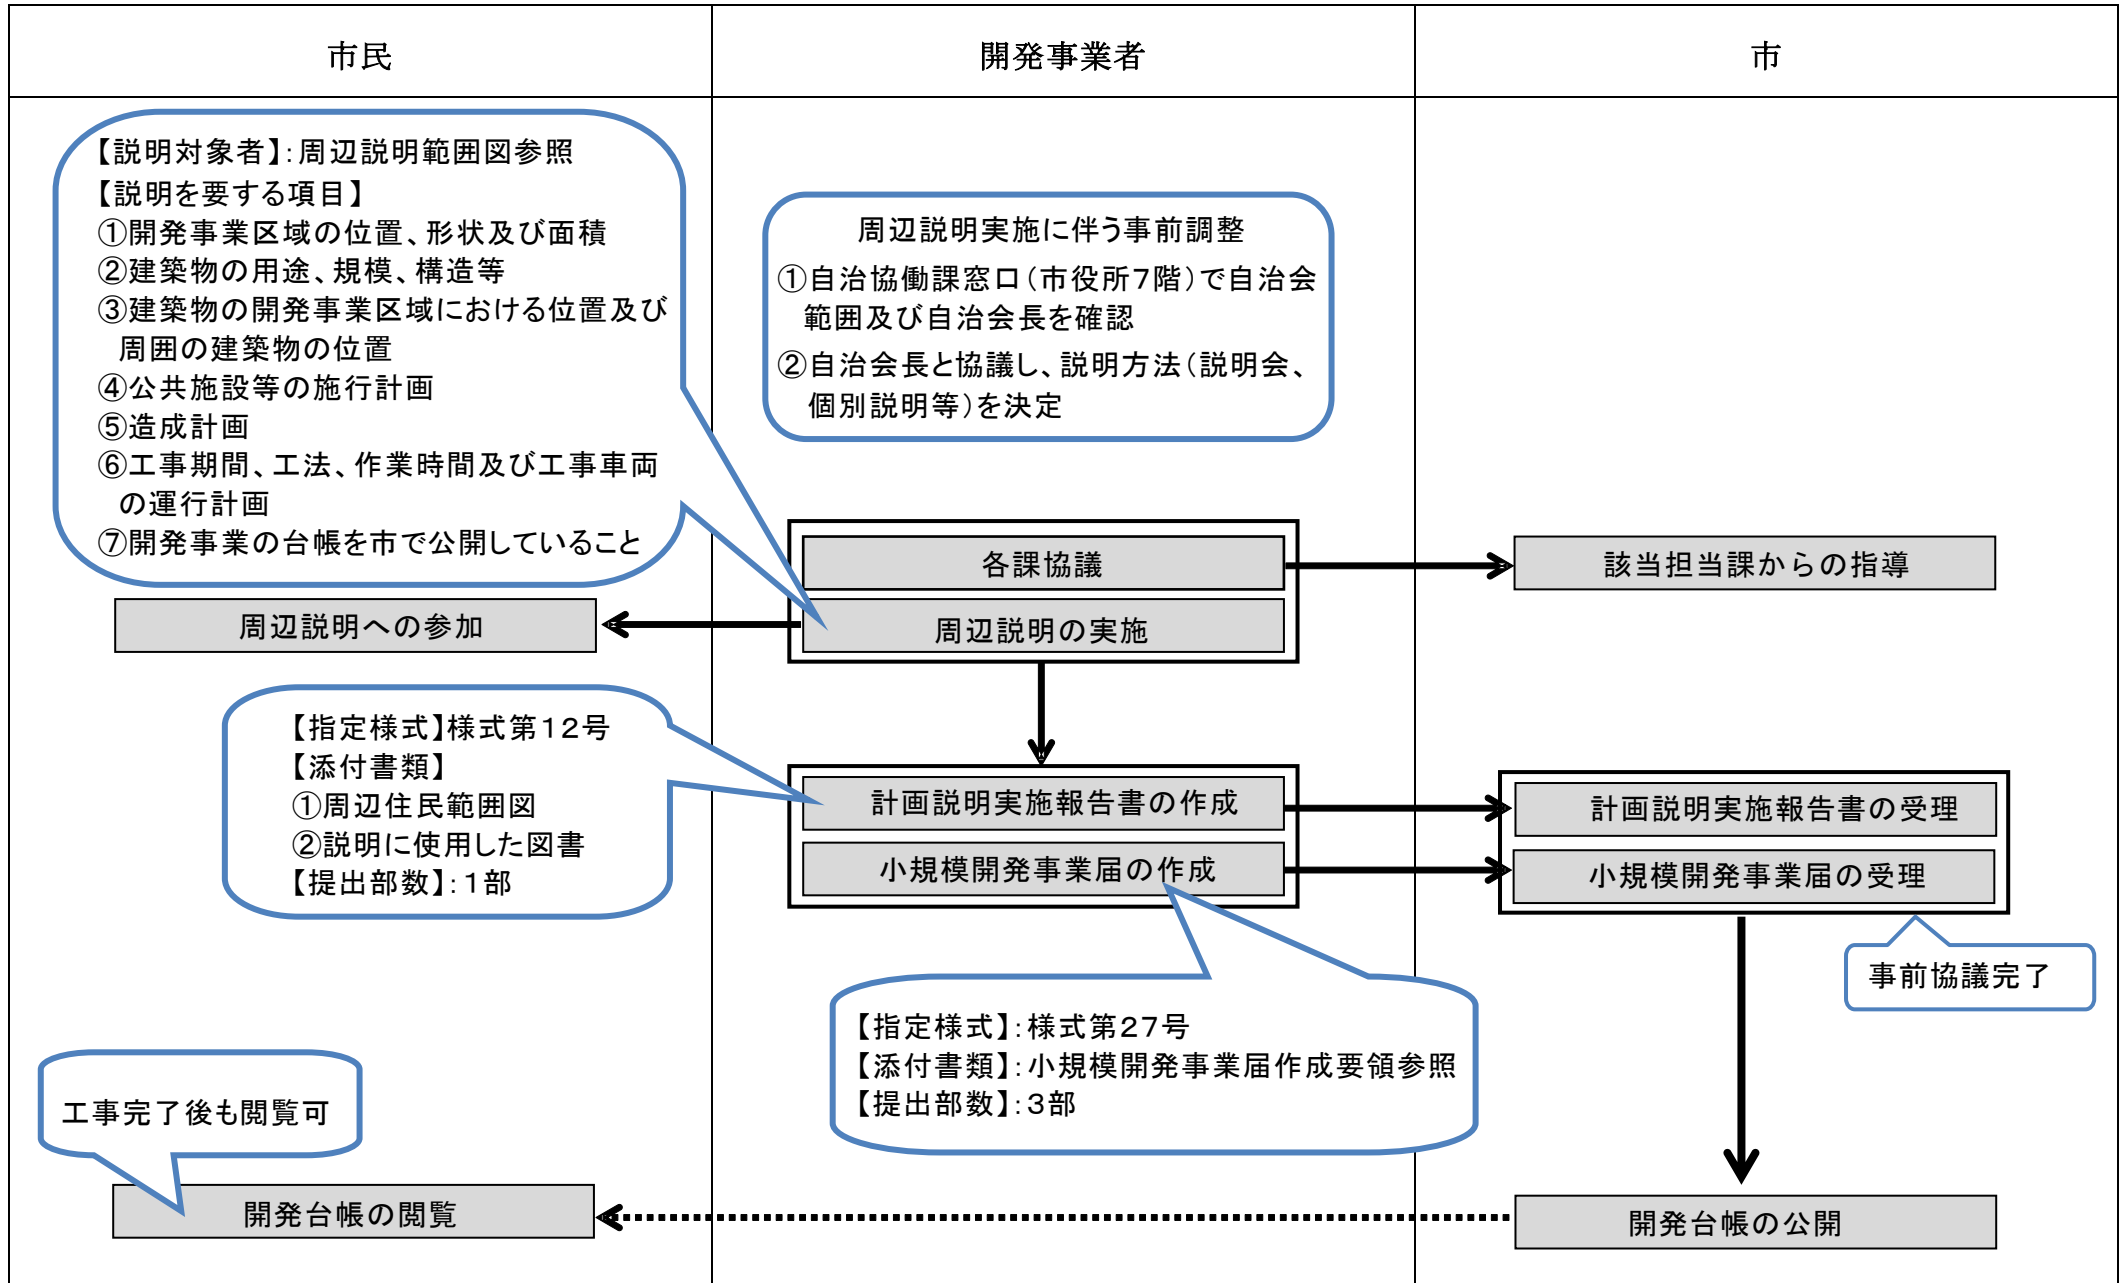 市民
開発事業者
市
【説明対象者】:周辺説明範囲図参照
【説明を要する項目】
①開発事業区域の位置、形状及び面積
②建築物の用途、規模、構造等
③建築物の開発事業区域における位置及び
周囲の建築物の位置
④公共施設等の施行計画
⑤造成計画
⑥工事期間、工法、作業時間及び工事車両
の運行計画
⑦開発事業の台帳を市で公開していること
周辺説明実施に伴う事前調整
①自治協働課窓口(市役所7階)で自治会
範囲及び自治会長を確認
②自治会長と協議し、説明方法(説明会、
個別説明等)を決定
各課協議
該当担当課からの指導
周辺説明への参加
周辺説明の実施
【指定様式】様式第12号
【添付書類】
①周辺住民範囲図
②説明に使用した図書
【提出部数】:1部
計画説明実施報告書の作成
計画説明実施報告書の受理
小規模開発事業届の作成
小規模開発事業届の受理
事前協議完了
【指定様式】:様式第27号
【添付書類】:小規模開発事業届作成要領参照
【提出部数】:3部
工事完了後も閲覧可
開発台帳の閲覧
開発台帳の公開